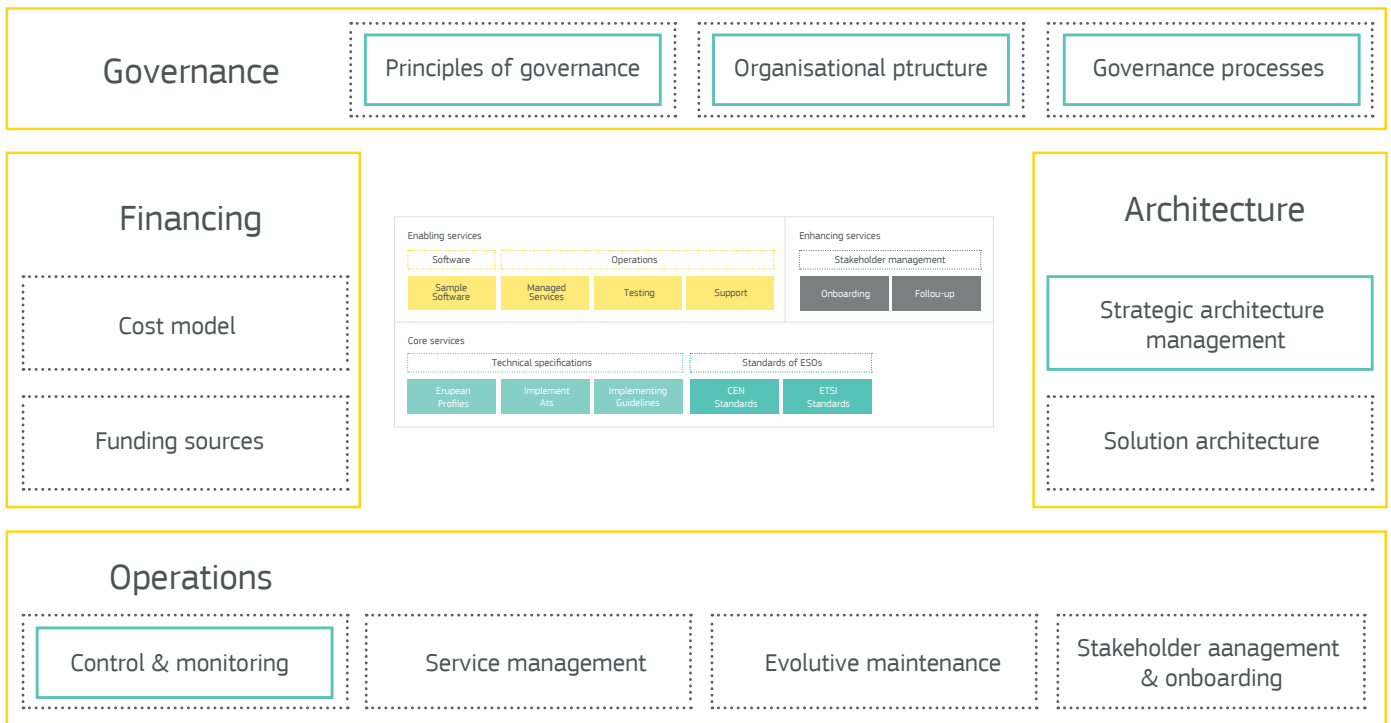 Governance
Principles of governance
Organisational ptructure
Governance processes
Financing
Cost model
Funding sources
Enabling services
Software
Operations
Sample
Software
Managed
Services
Testing
Support
Enhancing services
Stakeholder management
Onboarding
Follou-up
Core services
Technical specifications
Standards of ESOs
Erupean
Profiles
Implement
Ats
Implementing
Guidelines
CEN
Standards
ETSI
Standards
Architecture
Strategic architecture
management
Solution architecture
Operations
Control & monitoring
Service management
Evolutive maintenance
Stakeholder aanagement
& onboarding